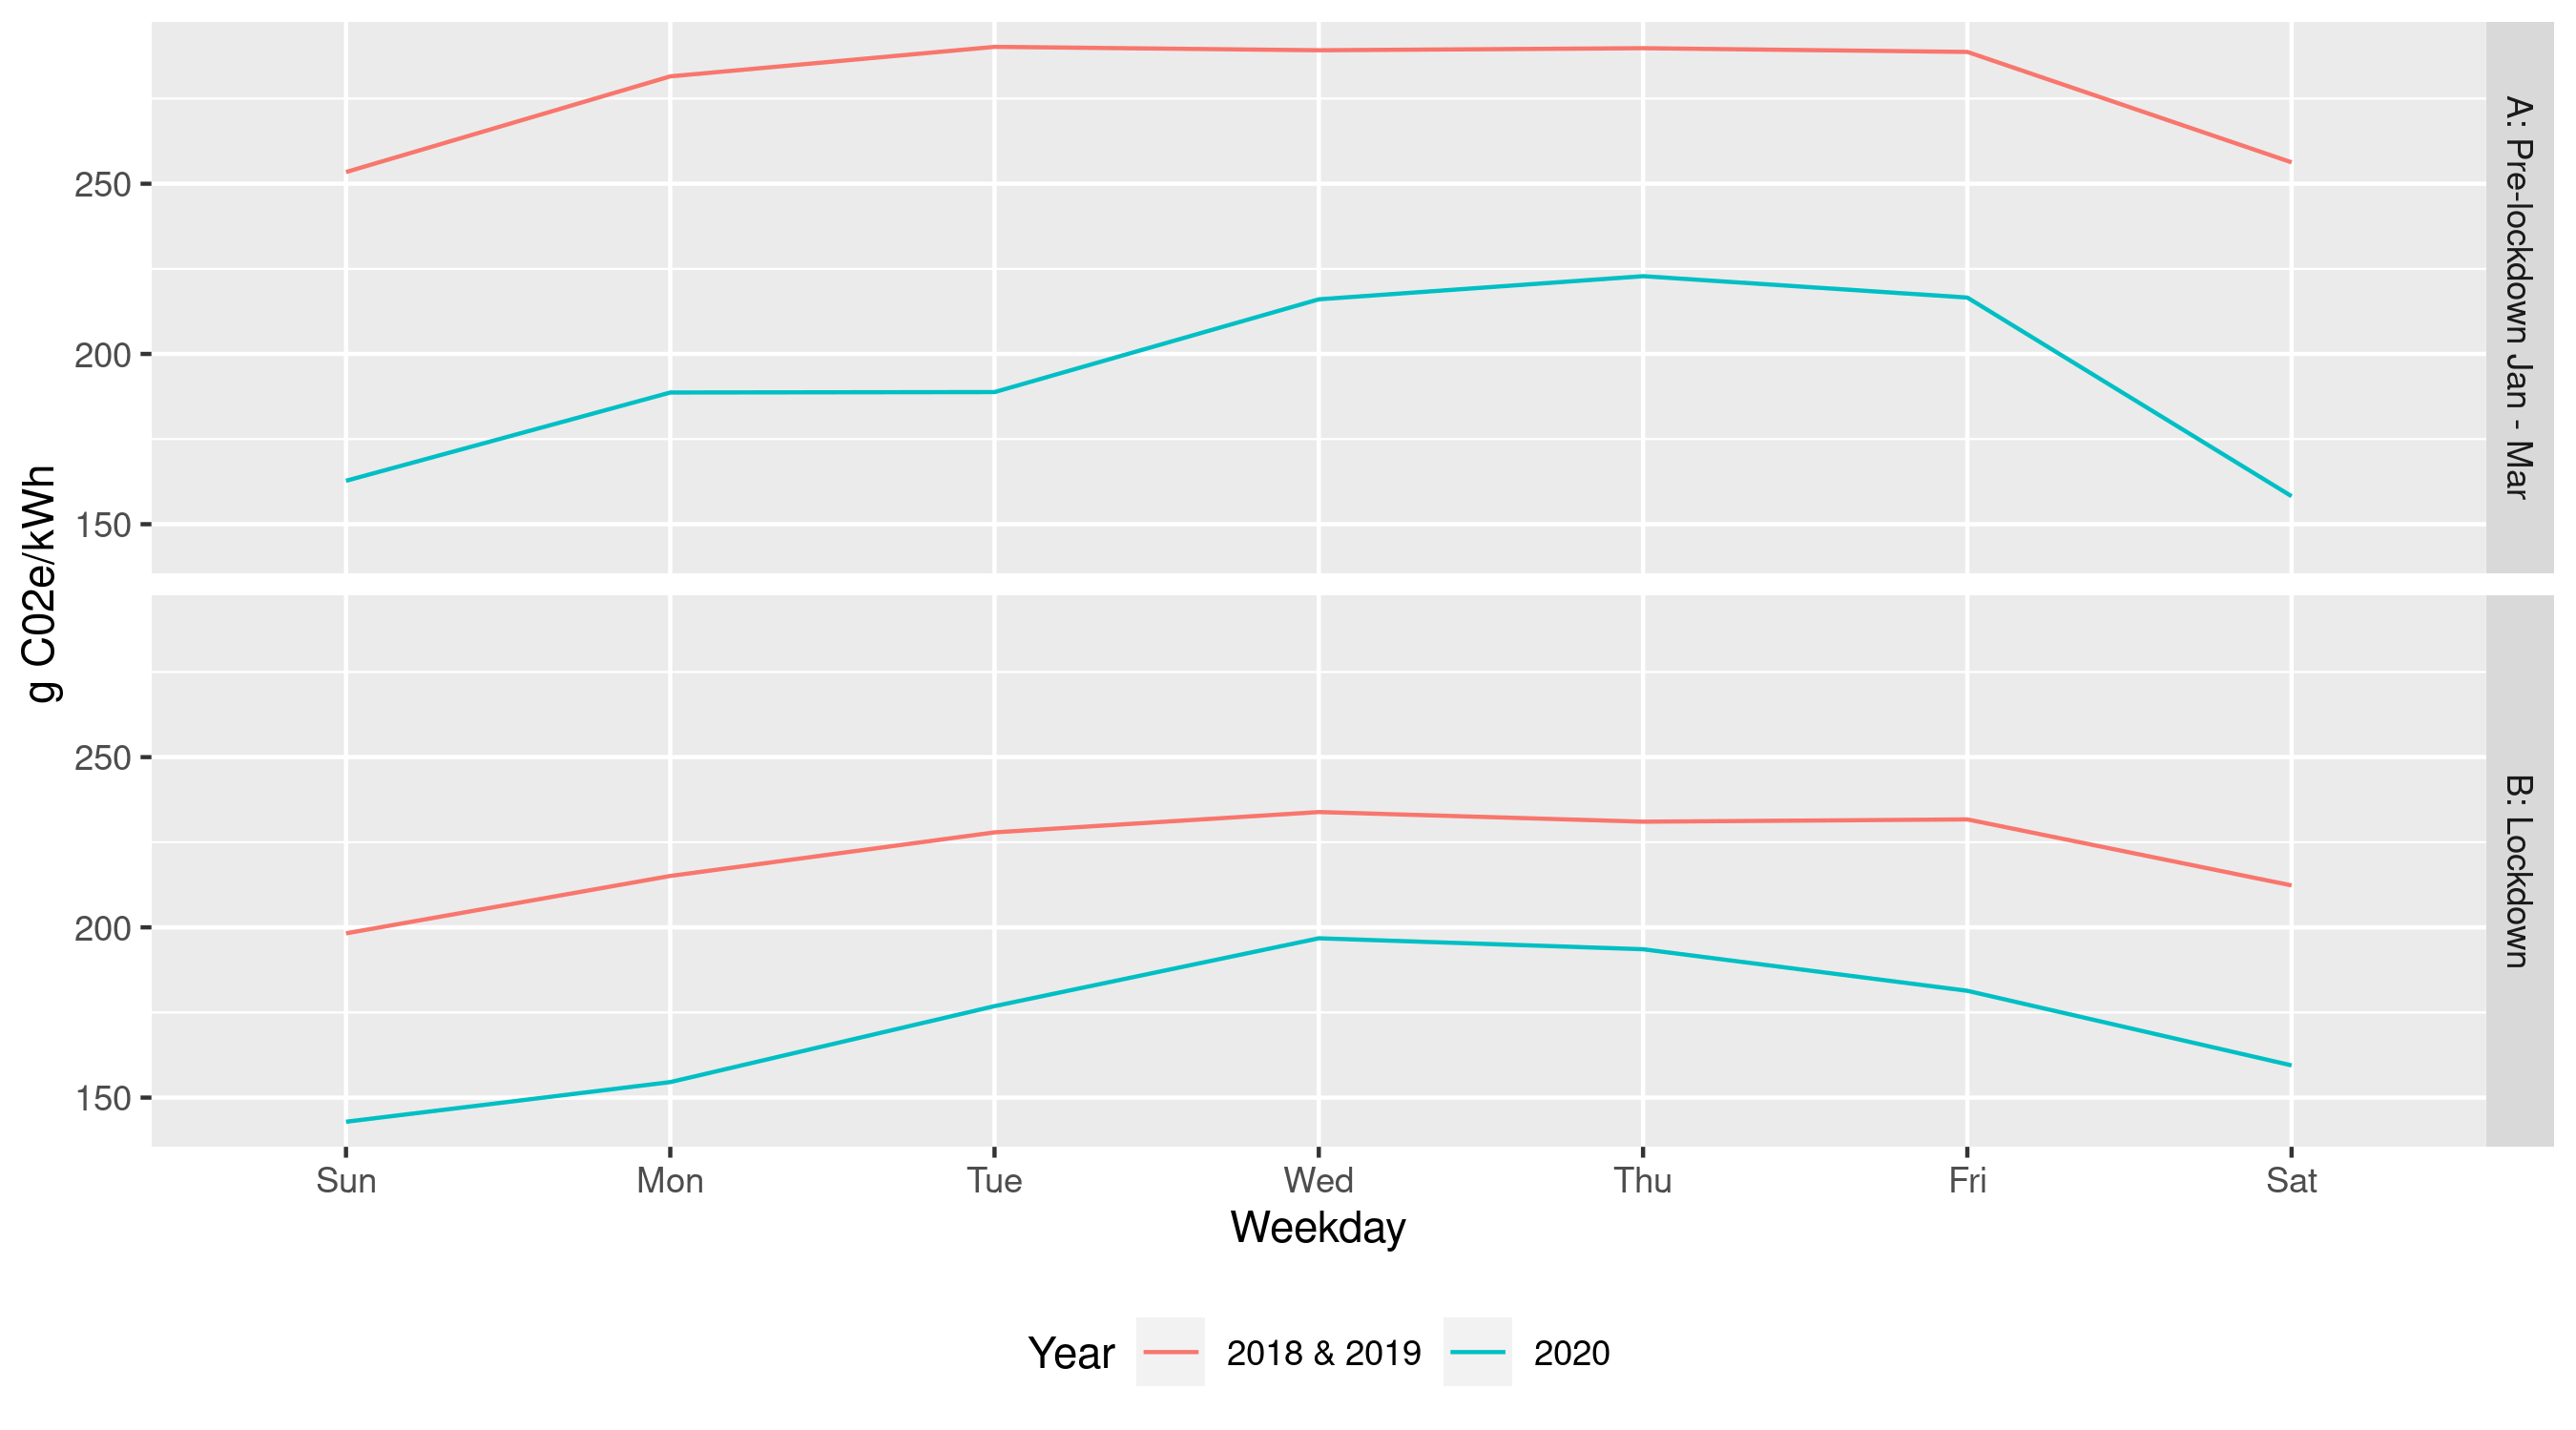 g C02e/kWh
250
200
150
A: Pre-lockdown Jan - Mar
250
200
150
B: Lockdown
Sun Mon Tue Wed Thu Fri Sat
Weekday
Year 2018 & 2019 2020